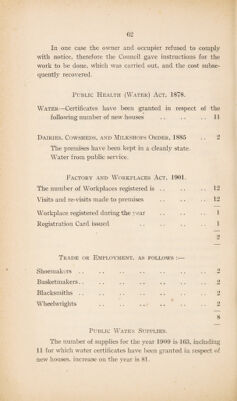 62
In one case the owner and occupier refused to comply
with notice, therefore the Council gave instructions for the
work to be done, which was carried out, and the cost subse-
quently recovered.
Public Health (Water) Act, 1878.
Water—Certificates have been granted in respect of the
following number of new houses .. .. .. 11
Dairies, Cowsheds, and Milkshops Order, 1885 .. 2
The premises have been kept in a cleanly state.
Water from public service.
Factory and Workplaces Act, 1901.
The number of Workplaces registered is .. .. .. 12
Visits and re-visits made to premises .. .. 12
Workplace registered during the year .. .. .. 1
Registration Card issued .. .. .. 1
2
Trade or Employment, as follows :—
Shoemakers .. .. .. .. .. .. .. 2
Basketmakers .. .. .. .. .. .. .. 2
Blacksmiths .. .. .. .. .. .. .. 2
Wheelwrights .. .. .. .. .. .. 2
8
Public Water Supplies.
The number of supplies for the year 1909 is 163, including
11 for which water certificates have been granted in respect of
new houses, increase on the year is 81.